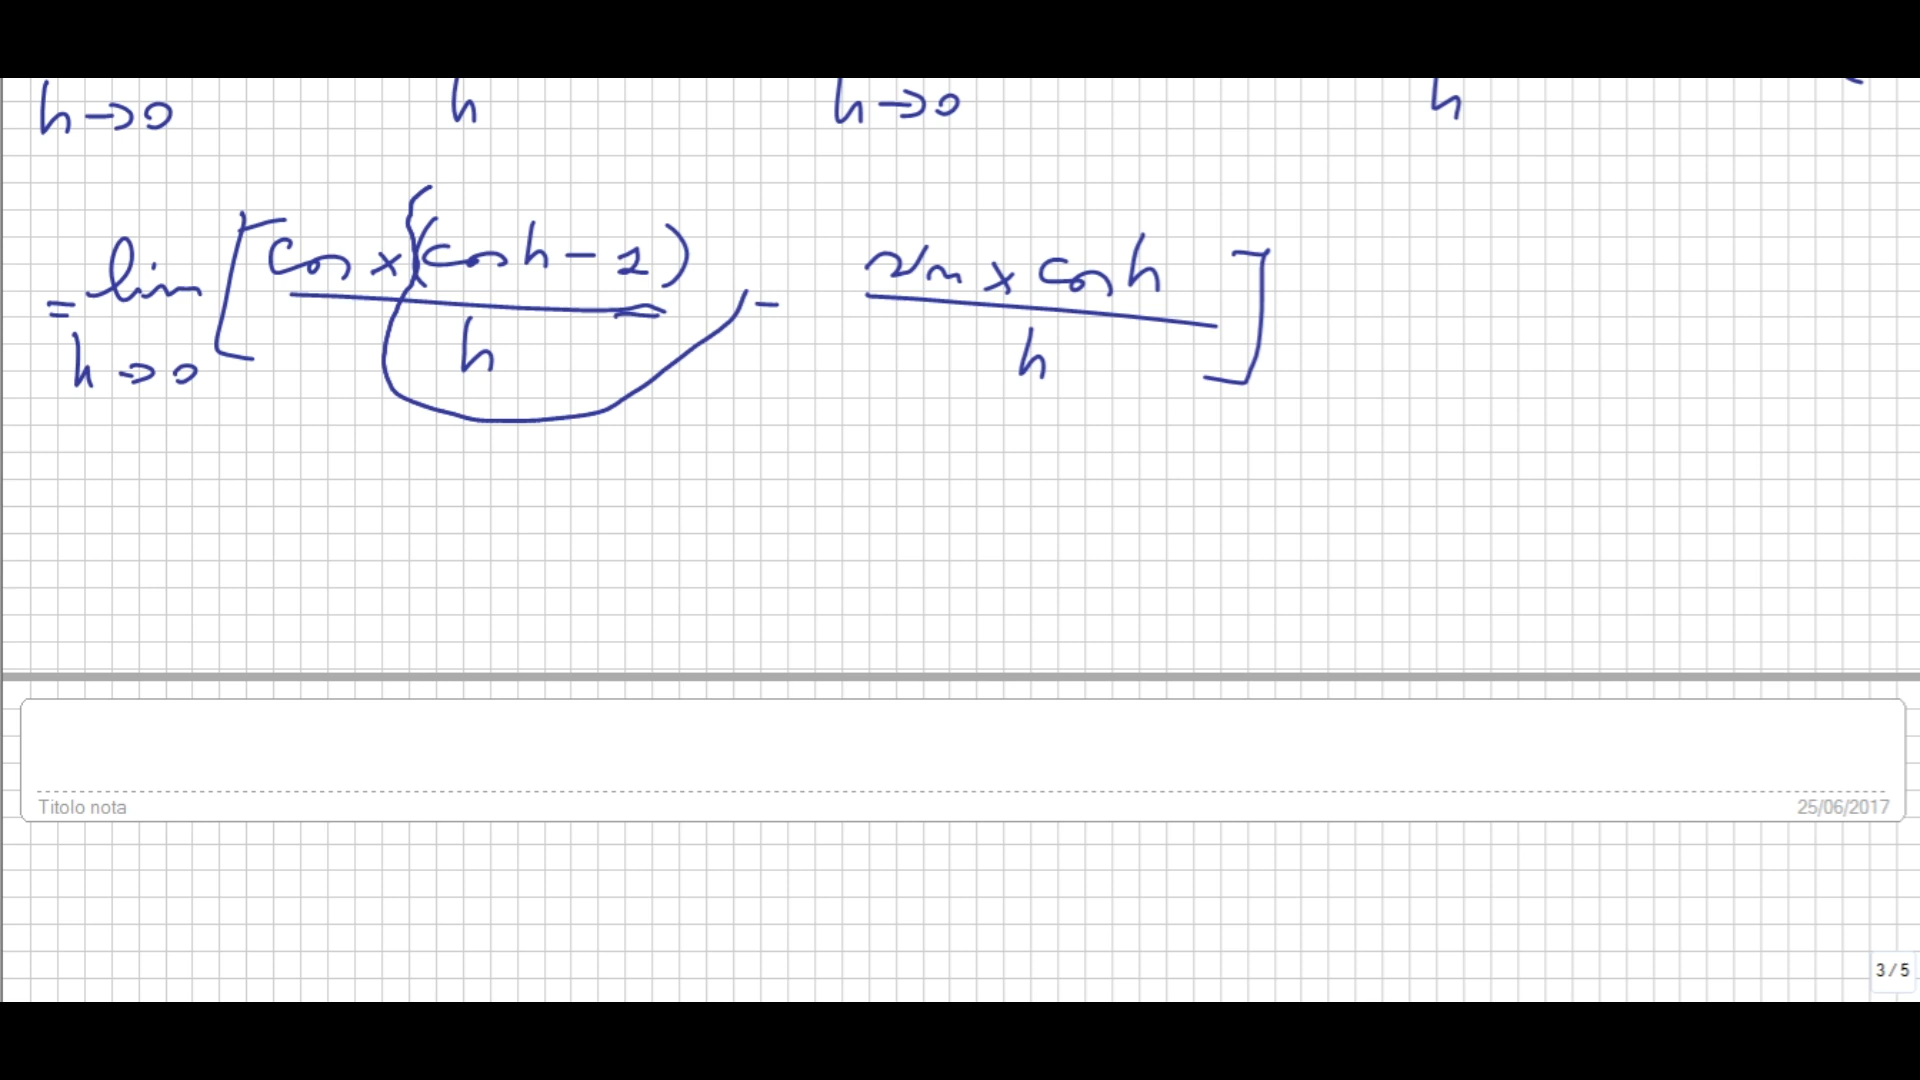 h→0 h h→0 h
cos x (cos h - 1) sin x cos h
= lim [ ――― - ――― ]
h→0 h h
Titolo nota 25/06/2017
3 / 5